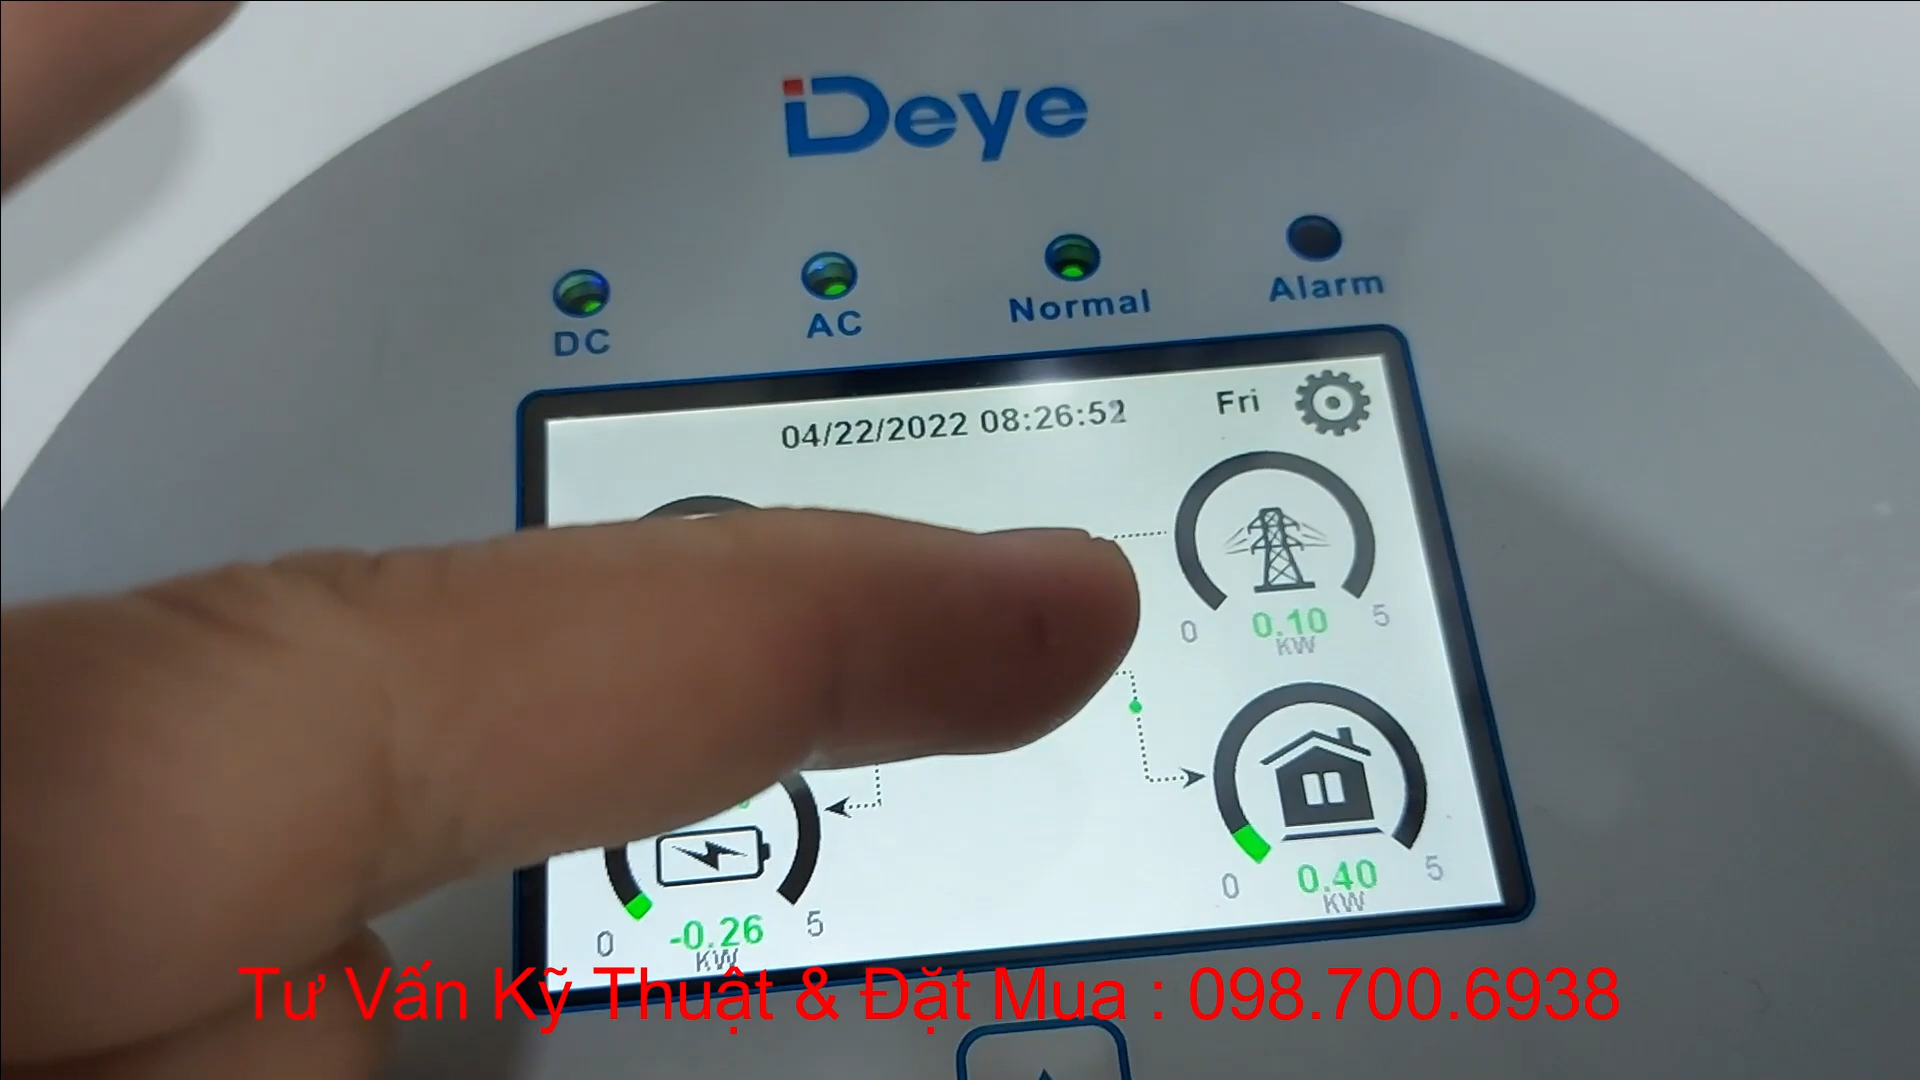 Deye
DC
AC
Normal
Alarm
04/22/2022 08:26:52
Fri
0
0.10
5
KW
0
-0.26
5
KW
0
0.40
5
KW
Tư Vấn Kỹ Thuật & Đặt Mua : 098.700.6938